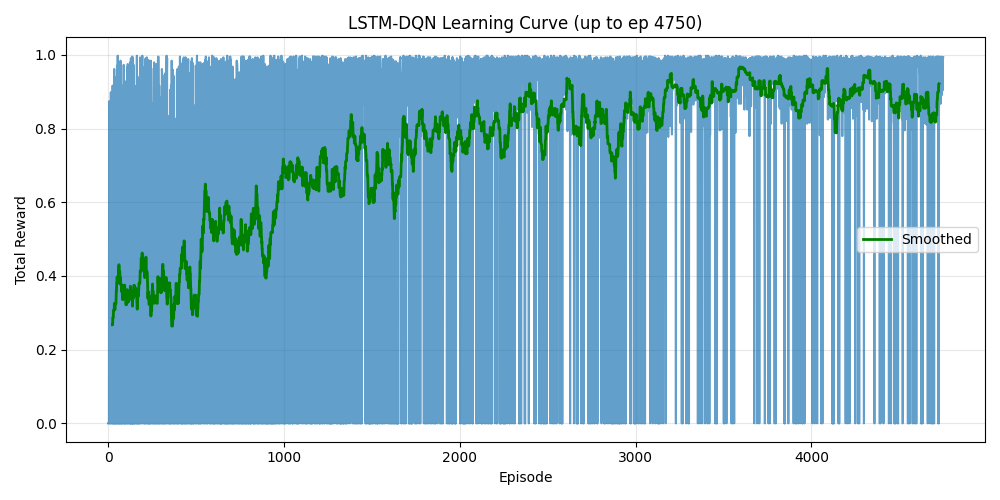 LSTM-DQN Learning Curve (up to ep 4750)
1.0
0.8
0.6
0.4
0.2
0.0
Total Reward
Smoothed
0 1000 2000 3000 4000
Episode